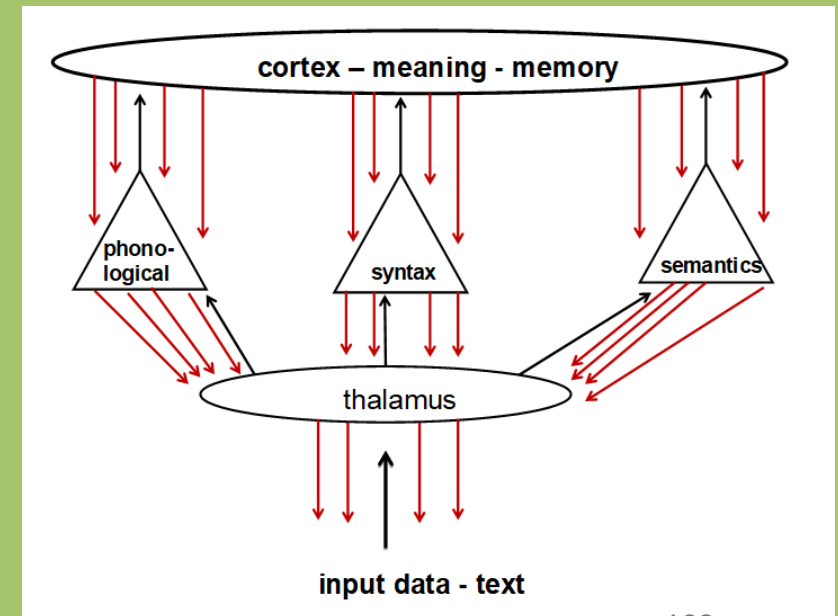 cortex – meaning - memory
phono-
logical
syntax
semantics
thalamus
input data - text